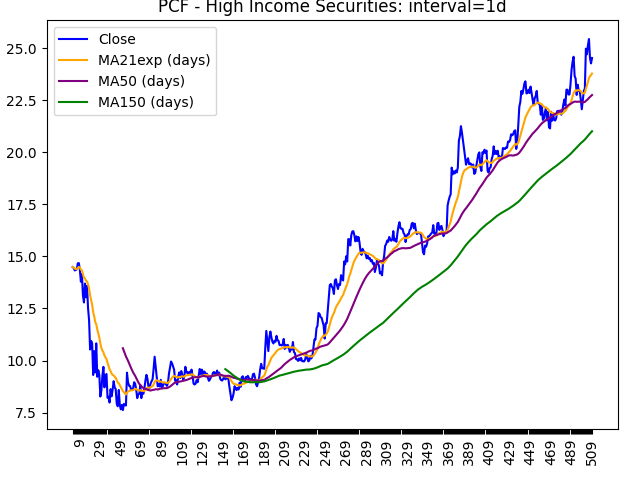 PCF - High Income Securities: interval=1d
Close
MA21exp (days)
MA50 (days)
MA150 (days)
25.0
22.5
20.0
17.5
15.0
12.5
10.0
7.5
9 29 49 69 89 109 129 149 169 189 209 229 249 269 289 309 329 349 369 389 409 429 449 469 489 509